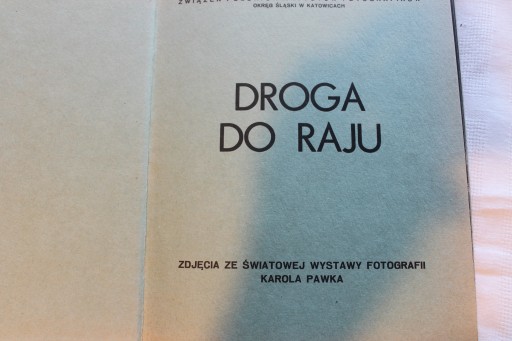 ZWIĄZEK
OKRĘG ŚLĄSKI W KATOWICACH
DROGA
DO RAJU
ZDJĘCIA ZE ŚWIATOWEJ WYSTAWY FOTOGRAFII
KAROLA PAWKA